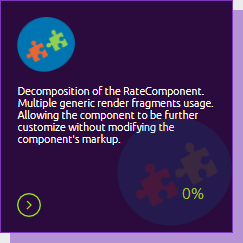 Decomposition of the RateComponent.
Multiple generic render fragments usage.
Allowing the component to be further
customize without modifying the
component's markup.
0%